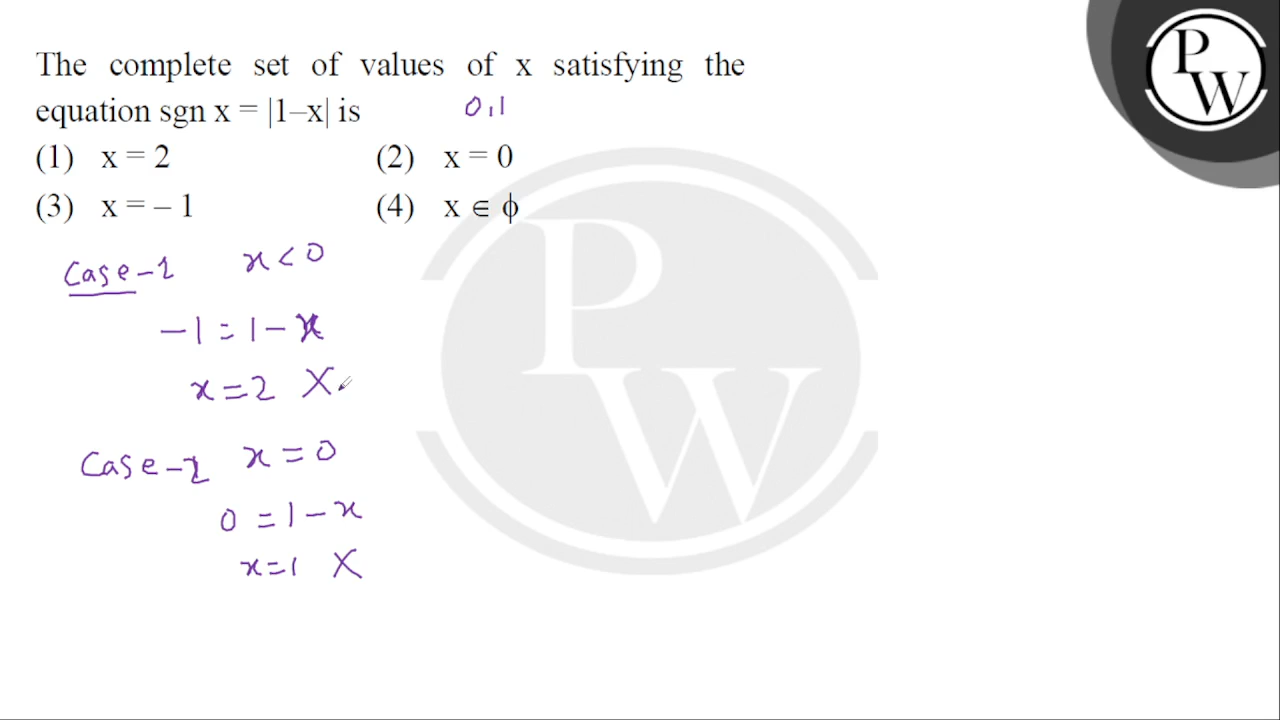 The complete set of values of x satisfying the
equation sgn x = |1–x| is
0,1
(1) x = 2 (2) x = 0
(3) x = – 1 (4) x ∈ ϕ
Case-1 x < 0
-1 = 1 - x
x = 2 X
Case-2 x = 0
0 = 1 - x
x = 1 X
P
W
P
W